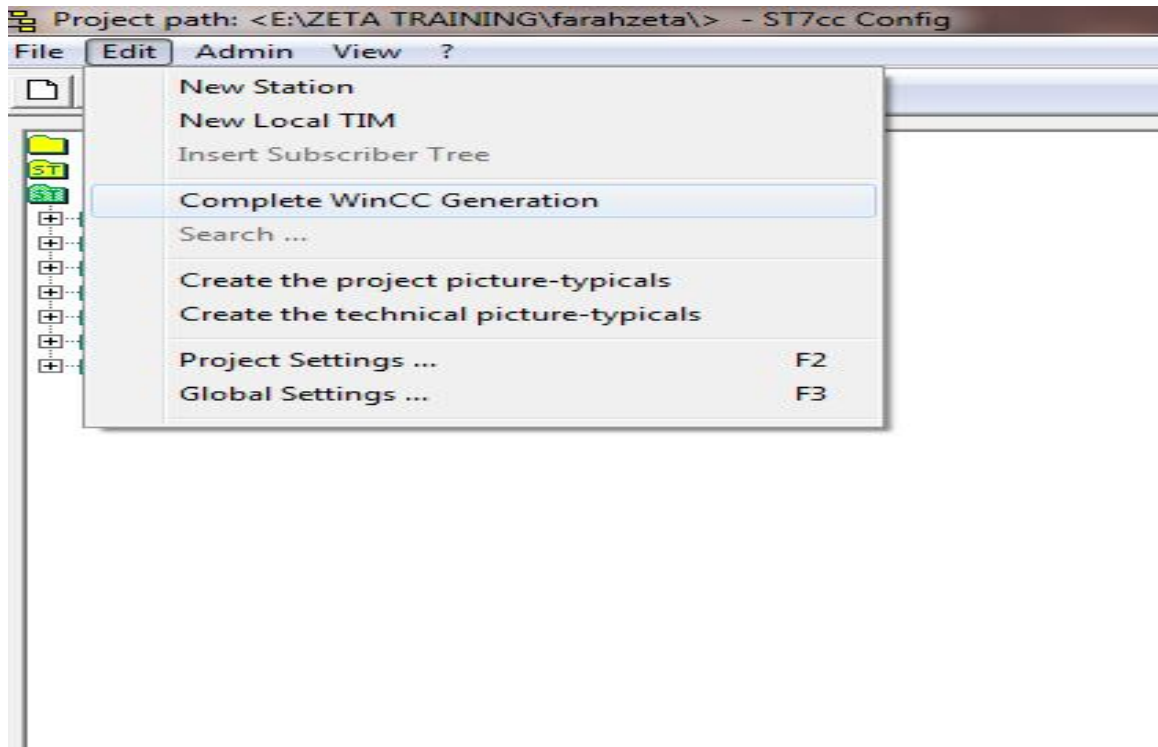 Project path: <E:\ZETA TRAINING\farahzeta\> - ST7cc Config
File Edit Admin View ?
New Station
New Local TIM
Insert Subscriber Tree
ST
ST
Complete WinCC Generation
Search ...
Create the project picture-typicals
Create the technical picture-typicals
Project Settings ... F2
Global Settings ... F3